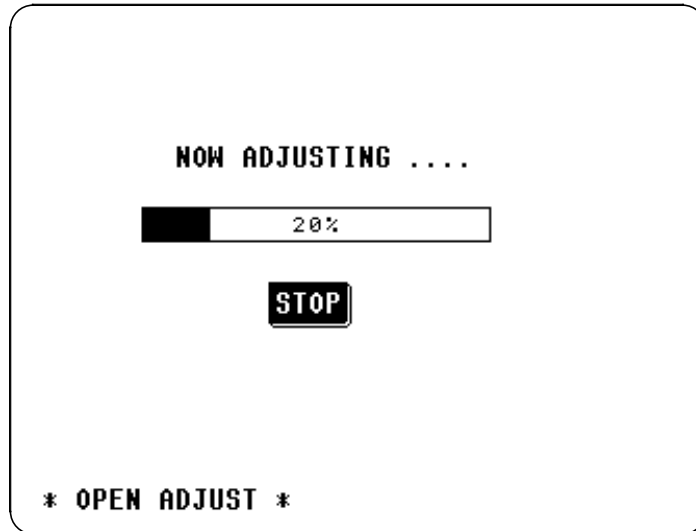 NOW ADJUSTING ....
20%
STOP
* OPEN ADJUST *